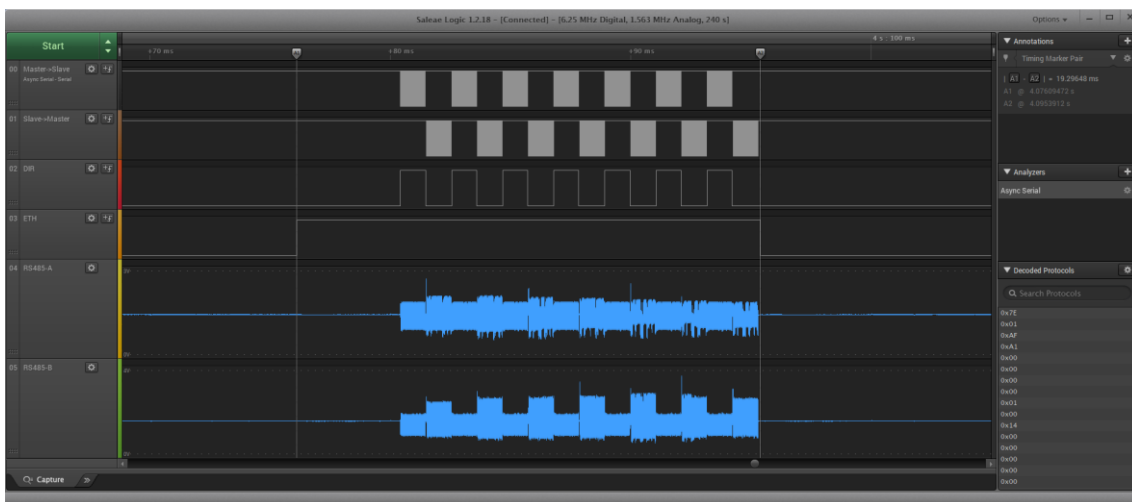 Saleae Logic 1.2.18 - [Connected] - [6.25 MHz Digital, 1.563 MHz Analog, 240 s]
Options
Start
+70 ms
+80 ms
+90 ms
4 s : 100 ms
A1
A2
00 Master->Slave
Async Serial - Serial
01 Slave->Master
02 DIR
03 ETH
04 RS485-A
05 RS485-B
Capture
Annotations
Timing Marker Pair
| A1 - A2 | = 19.29648 ms
A1 @ 4.07609472 s
A2 @ 4.0953912 s
Analyzers
Async Serial
Decoded Protocols
Search Protocols
0x7E
0x01
0xAF
0xA1
0x00
0x00
0x00
0x00
0x01
0x00
0x14
0x00
0x00
0x00
0x00
0x00